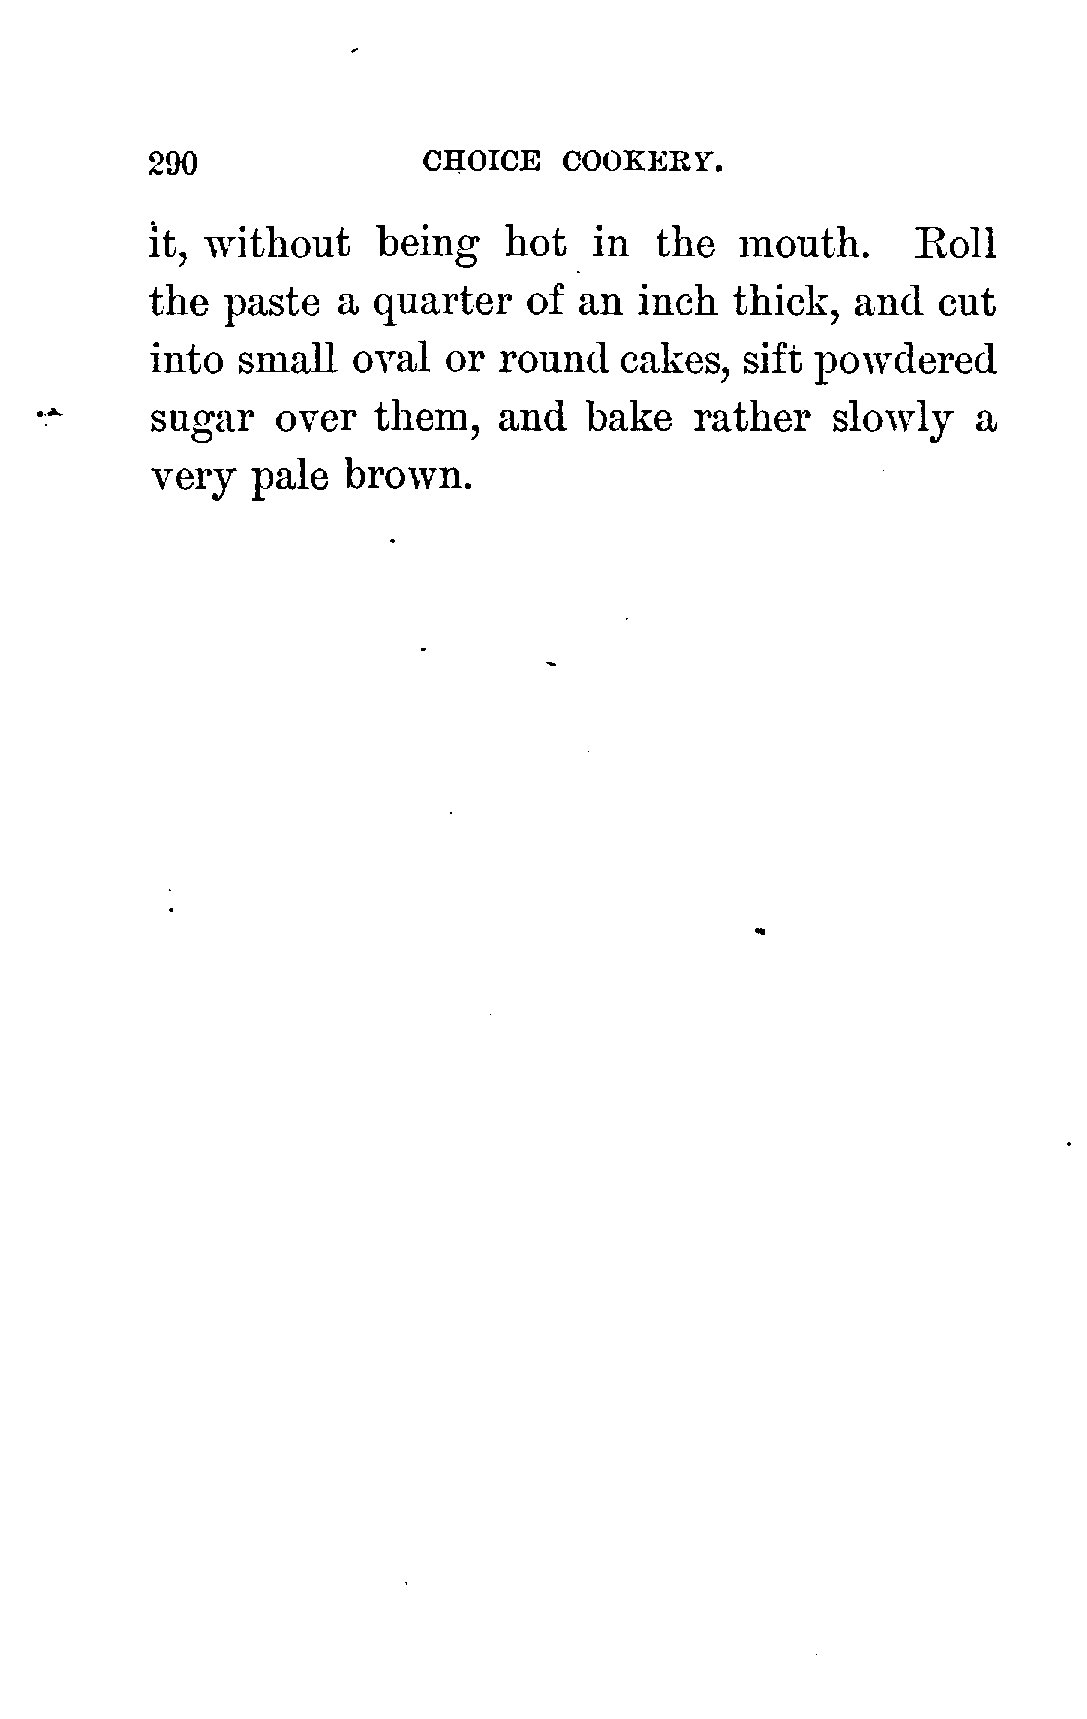 290 CHOICE COOKERY.
it, without being hot in the mouth. Roll
the paste a quarter of an inch thick, and cut
into small oval or round cakes, sift powdered
sugar over them, and bake rather slowly a
very pale brown.